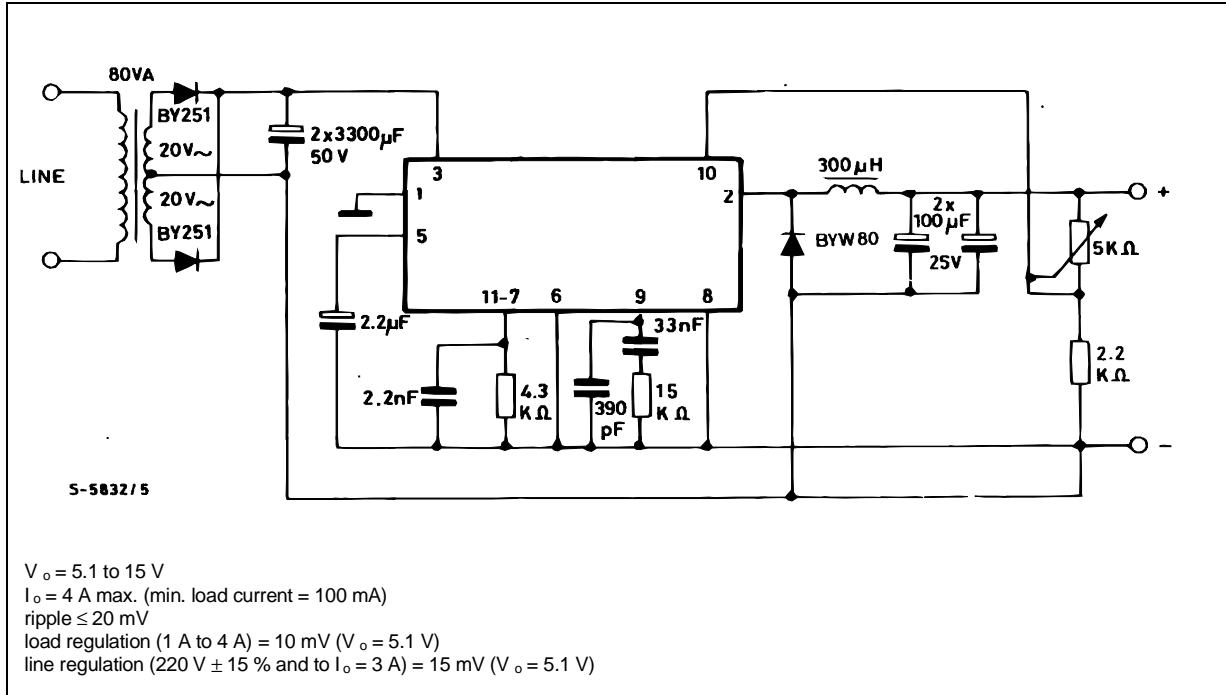 80VA
BY251
20V~
LINE
20V~
BY251
2x3300µF
50 V
3
10
1
2
5
11-7
6
9
8
300µH
+
2x
100µF
25V
BYW80
5KΩ
2.2µF
33nF
2.2nF
4.3
KΩ
390
pF
15
KΩ
2.2
KΩ
-
S-5832/5
V o = 5.1 to 15 V
I o = 4 A max. (min. load current = 100 mA)
ripple ≤ 20 mV
load regulation (1 A to 4 A) = 10 mV (V o = 5.1 V)
line regulation (220 V ± 15 % and to I o = 3 A) = 15 mV (V o = 5.1 V)